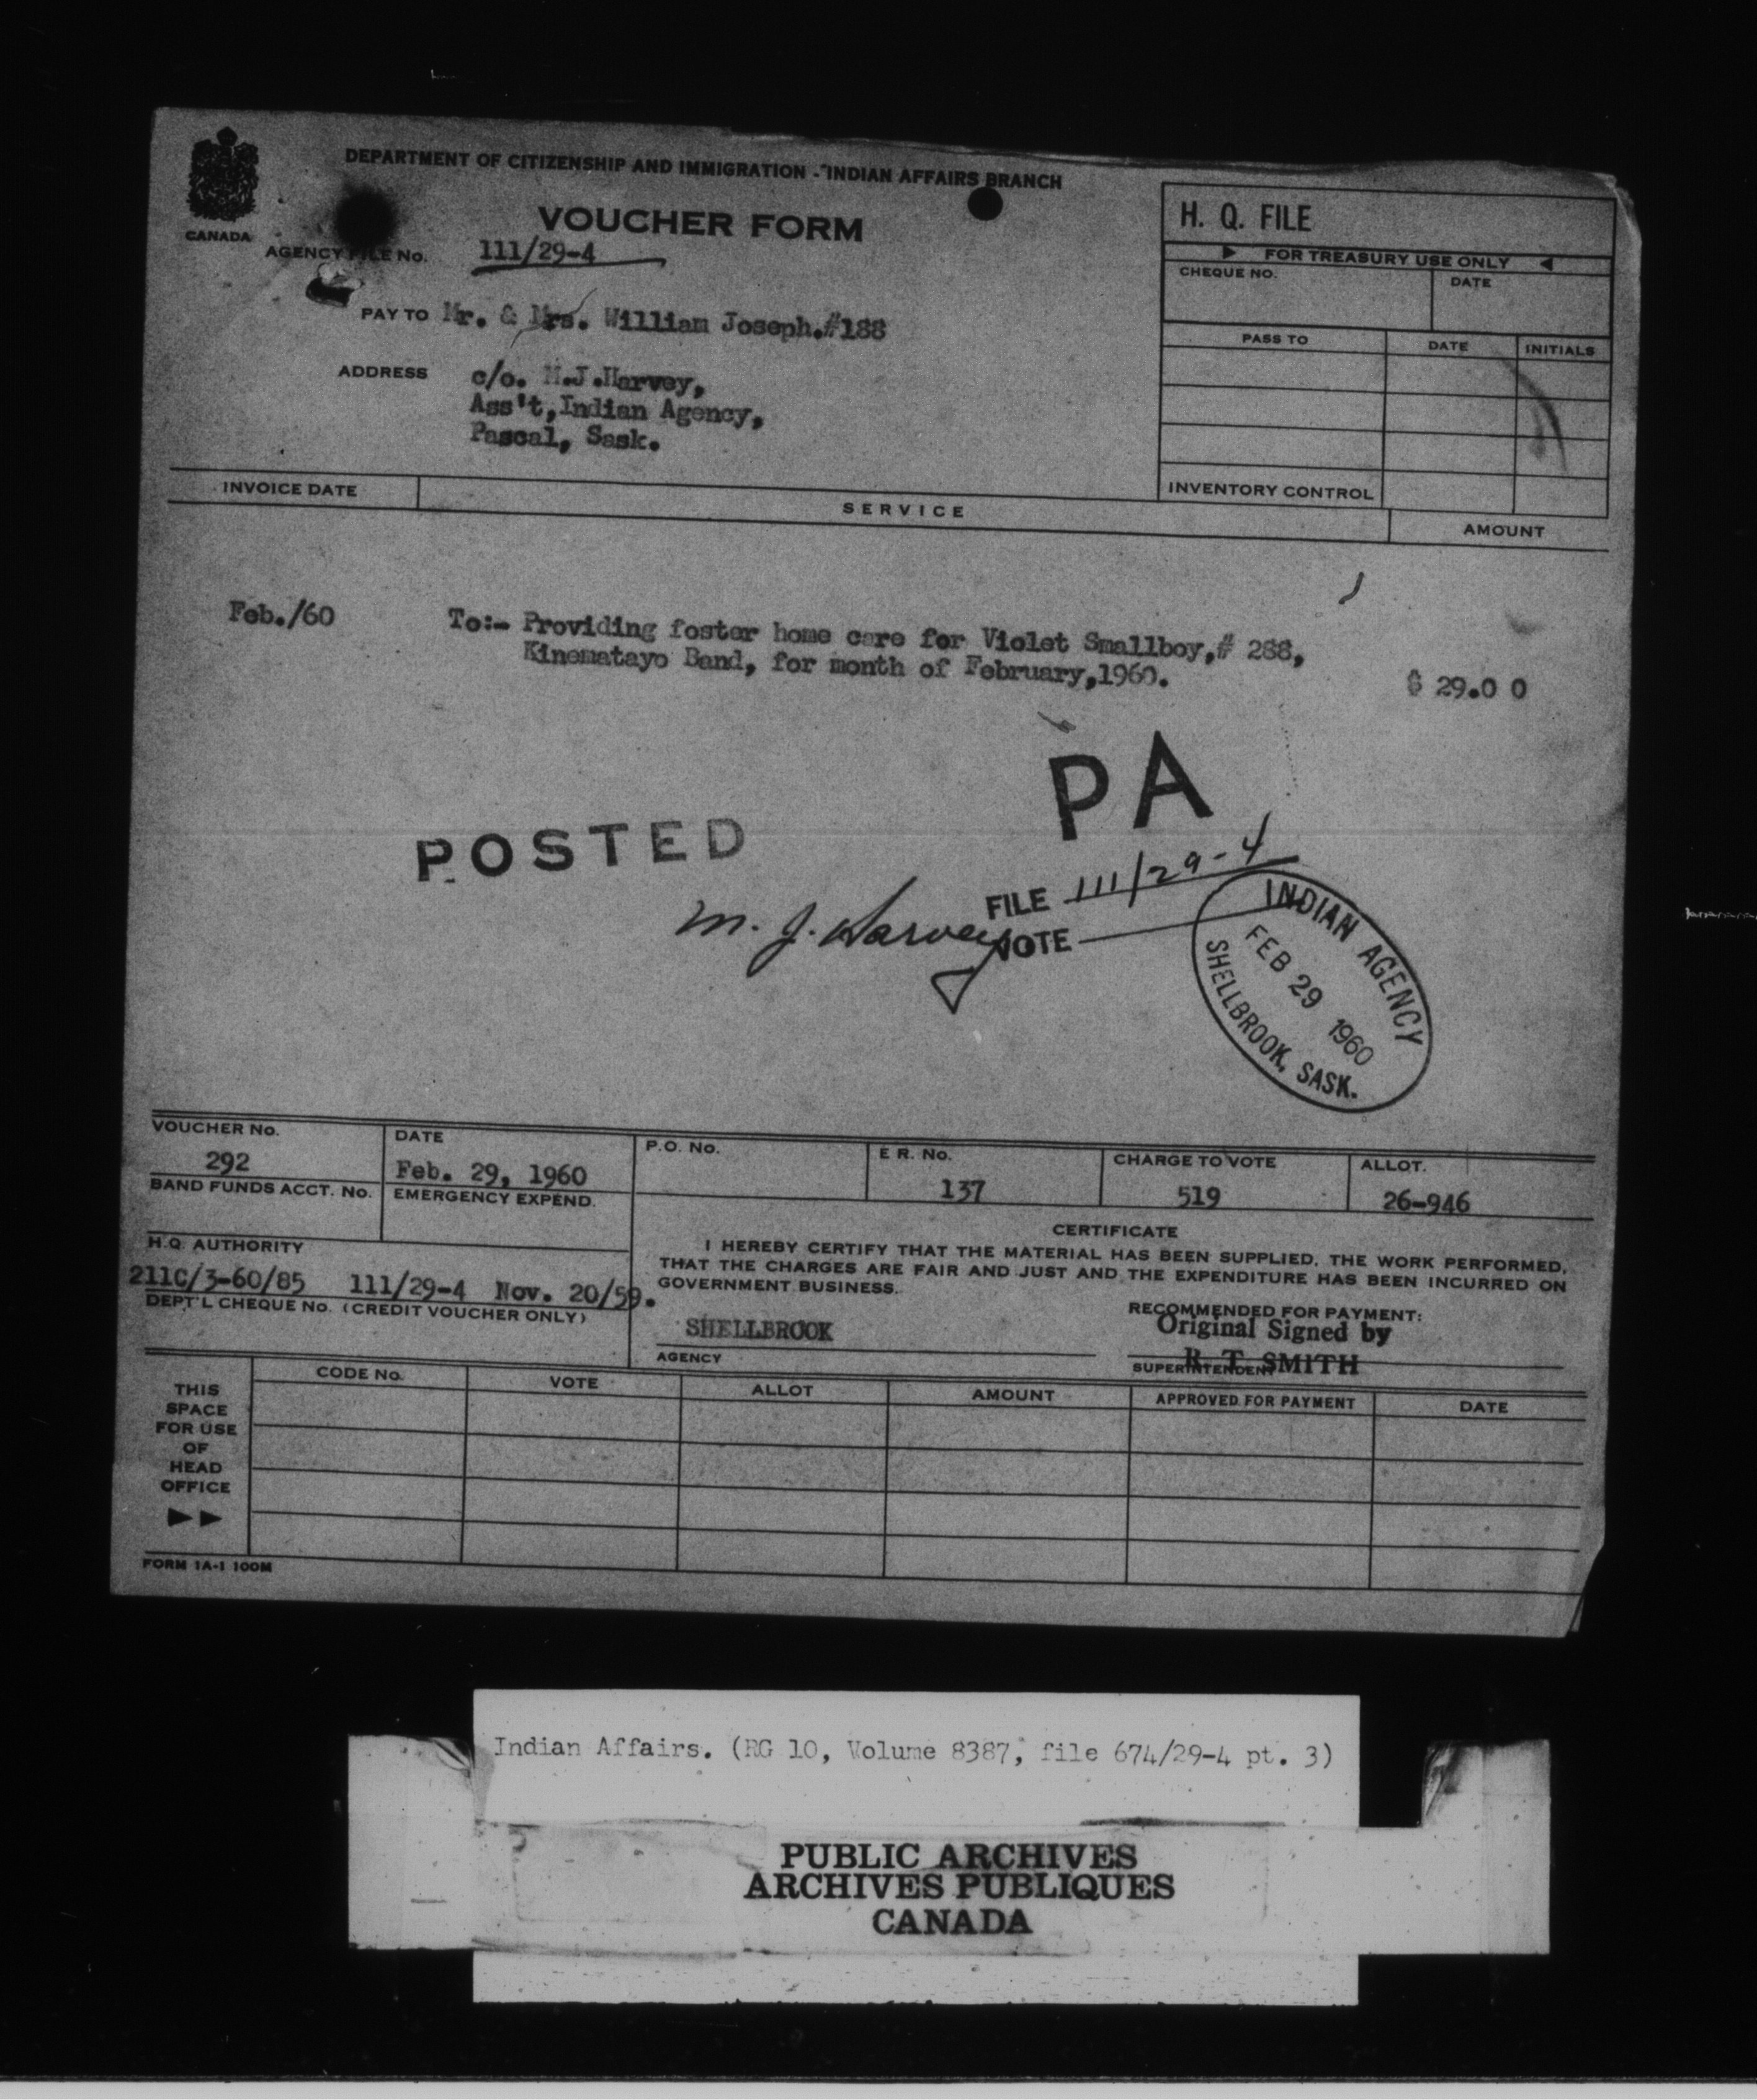 DEPARTMENT OF CITIZENSHIP AND IMMIGRATION - INDIAN AFFAIRS BRANCH
CANADA
VOUCHER FORM
AGENCY FILE No. 111/29-4
PAY TO Mr. & Mrs. William Joseph.#188
ADDRESS c/o. M.J.Harvey,
Ass't,Indian Agency,
Pascal, Sask.
H. Q. FILE
FOR TREASURY USE ONLY
CHEQUE NO. DATE
PASS TO DATE INITIALS
INVENTORY CONTROL
INVOICE DATE SERVICE AMOUNT
Feb./60 To:- Providing foster home care for Violet Smallboy,# 288,
Kinematayo Band, for month of February,1960. $ 29.0 0
PA
POSTED
FILE 111/29-4
M. J. Harvey
VOTE
INDIAN AGENCY
FEB 29 1960
SHELLBROOK, SASK.
VOUCHER No. DATE P.O. No. E R. No. CHARGE TO VOTE ALLOT.
292 Feb. 29, 1960 137 519 26-946
BAND FUNDS ACCT. No. EMERGENCY EXPEND.
CERTIFICATE
I HEREBY CERTIFY THAT THE MATERIAL HAS BEEN SUPPLIED, THE WORK PERFORMED,
THAT THE CHARGES ARE FAIR AND JUST AND THE EXPENDITURE HAS BEEN INCURRED ON
GOVERNMENT BUSINESS.
H.Q. AUTHORITY
211C/3-60/85 111/29-4 Nov. 20/59.
DEPT'L CHEQUE No. (CREDIT VOUCHER ONLY)
RECOMMENDED FOR PAYMENT:
SHELLBROOK Original Signed by
AGENCY SUPERINTENDENT R. T. SMITH
THIS SPACE FOR USE OF HEAD OFFICE
CODE No. VOTE ALLOT AMOUNT APPROVED FOR PAYMENT DATE
FORM 1A-1 100M
Indian Affairs. (RG 10, Volume 8387, file 674/29-4 pt. 3)
PUBLIC ARCHIVES
ARCHIVES PUBLIQUES
CANADA